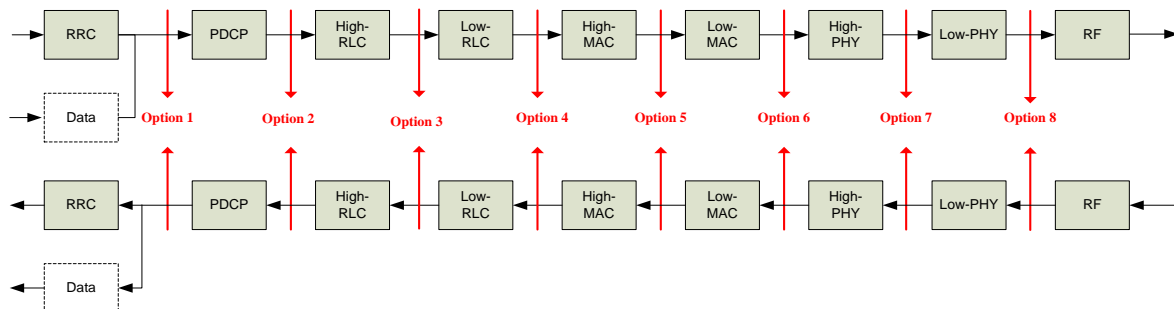 RRC
PDCP
High-
RLC
Low-
RLC
High-
MAC
Low-
MAC
High-
PHY
Low-PHY
RF
Data
Option 1
Option 2
Option 3
Option 4
Option 5
Option 6
Option 7
Option 8
RRC
PDCP
High-
RLC
Low-
RLC
High-
MAC
Low-
MAC
High-
PHY
Low-PHY
RF
Data